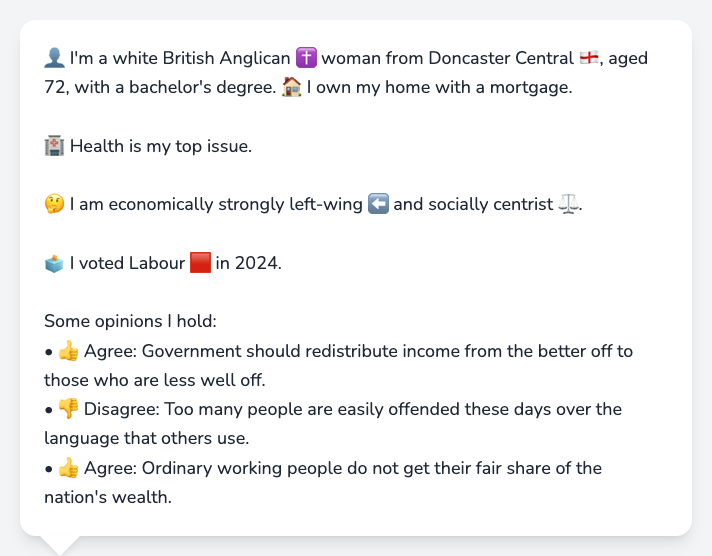 👤 I'm a white British Anglican ✝️ woman from Doncaster Central 🏴󠁧󠁢󠁥󠁮󠁧󠁿, aged
72, with a bachelor's degree. 🏠 I own my home with a mortgage.
🏥 Health is my top issue.
🤔 I am economically strongly left-wing ⬅️ and socially centrist ⚖️.
🗳️ I voted Labour 🟥 in 2024.
Some opinions I hold:
• 👍 Agree: Government should redistribute income from the better off to
those who are less well off.
• 👎 Disagree: Too many people are easily offended these days over the
language that others use.
• 👍 Agree: Ordinary working people do not get their fair share of the
nation's wealth.